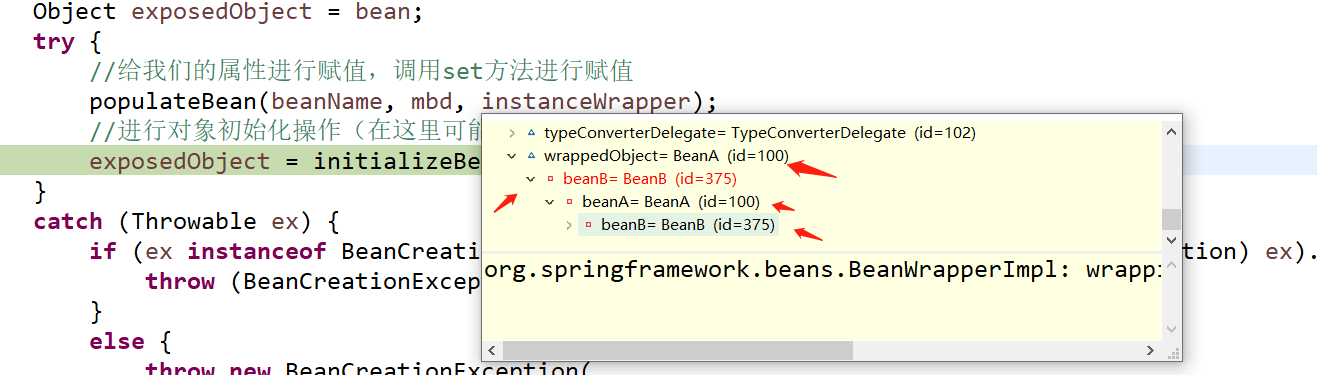 Object exposedObject = bean;
try {
//给我们的属性进行赋值，调用set方法进行赋值
populateBean(beanName, mbd, instanceWrapper);
//进行对象初始化操作（在这里可能
exposedObject = initializeBe
}
catch (Throwable ex) {
if (ex instanceof BeanCreati tion) ex).
throw (BeanCreationExcep
}
else {
throw new BeanCreationException(
typeConverterDelegate= TypeConverterDelegate (id=102)
wrappedObject= BeanA (id=100)
beanB= BeanB (id=375)
beanA= BeanA (id=100)
beanB= BeanB (id=375)
org.springframework.beans.BeanWrapperImpl: wrappi